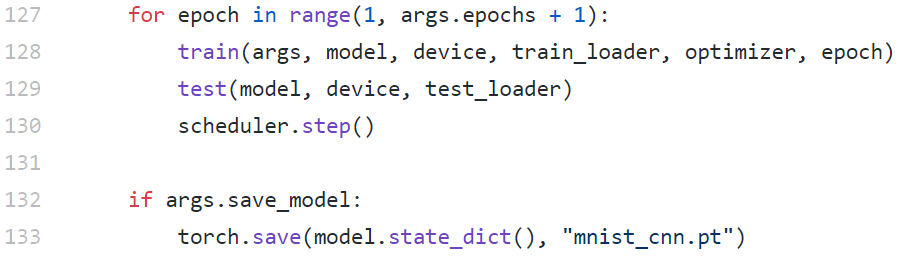 127 for epoch in range(1, args.epochs + 1):
128 train(args, model, device, train_loader, optimizer, epoch)
129 test(model, device, test_loader)
130 scheduler.step()
131
132 if args.save_model:
133 torch.save(model.state_dict(), "mnist_cnn.pt")